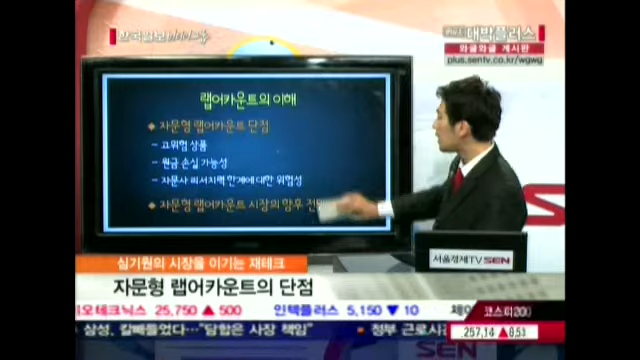 대박플러스
와글와글 게시판
plus.sentv.co.kr/wgwg
랩어카운트의 이해
◆ 자문형 랩어카운트 단점
- 고위험 상품
- 원금 손실 가능성
- 자문사 리서치력 한계에 대한 위험성
◆ 자문형 랩어카운트 시장의 향후
서울경제TV SEN
심기원의 시장을 이기는 재테크
자문형 랩어카운트의 단점
오테크닉스 25,750 ▲ 500 인텍플러스 5,150 ▼ 10
코스피200
삼성, 칼빼들었다…"담합은 사장 책임" 정부 근로시간
257.14 ▲ 0.53